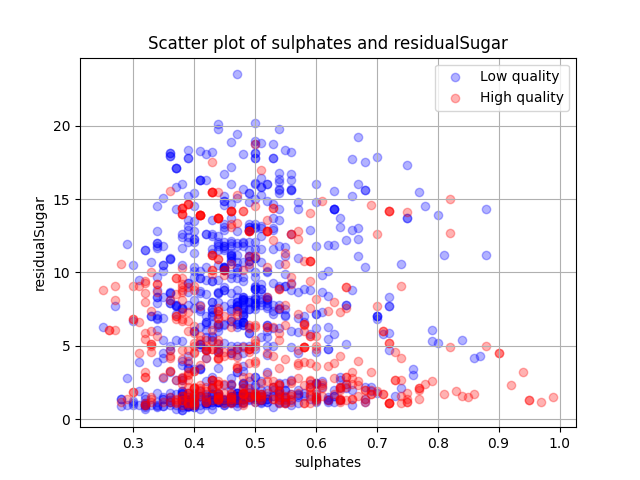 Scatter plot of sulphates and residualSugar
Low quality
High quality
residualSugar
20
15
10
5
0
0.3 0.4 0.5 0.6 0.7 0.8 0.9 1.0
sulphates